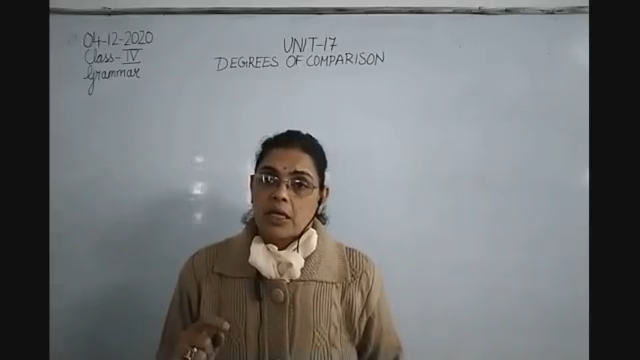 04-12-2020
Class-IV
Grammar
UNIT-17
DEGREES OF COMPARISON